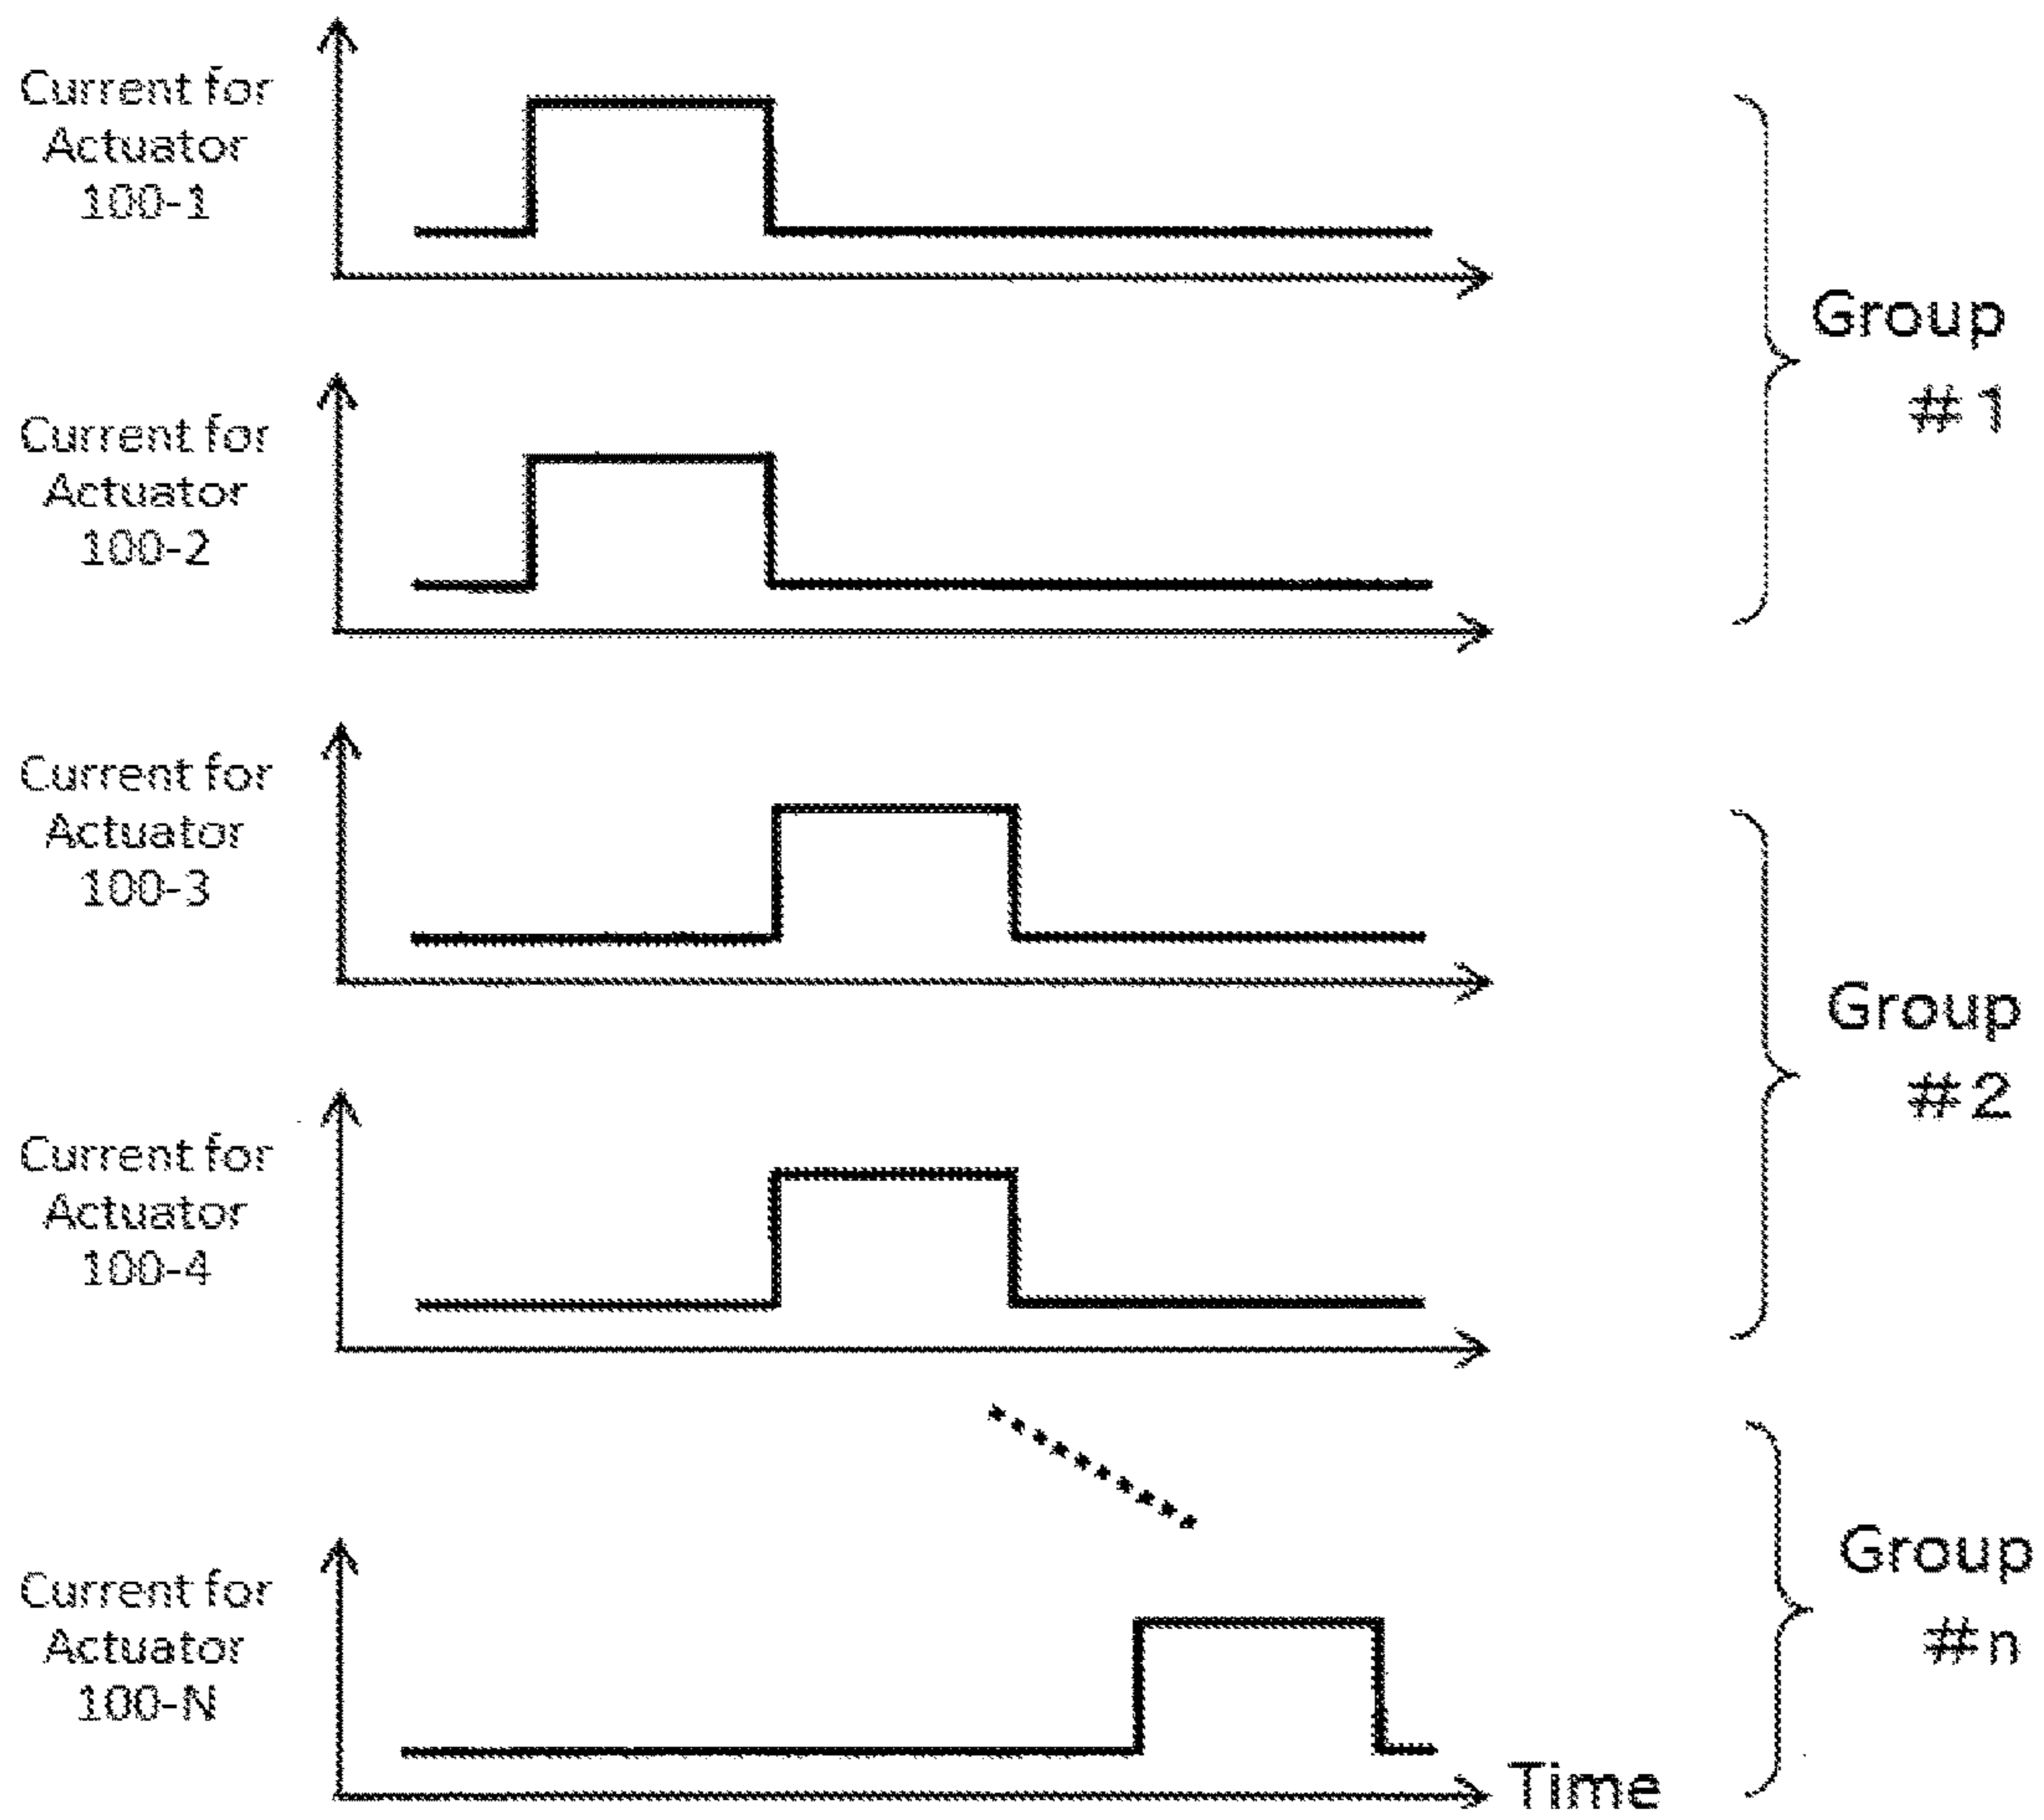 Current for
Actuator
100-1
Group
#1
Current for
Actuator
100-2
Current for
Actuator
100-3
Group
#2
Current for
Actuator
100-4
Group
#n
Current for
Actuator
100-N
Time